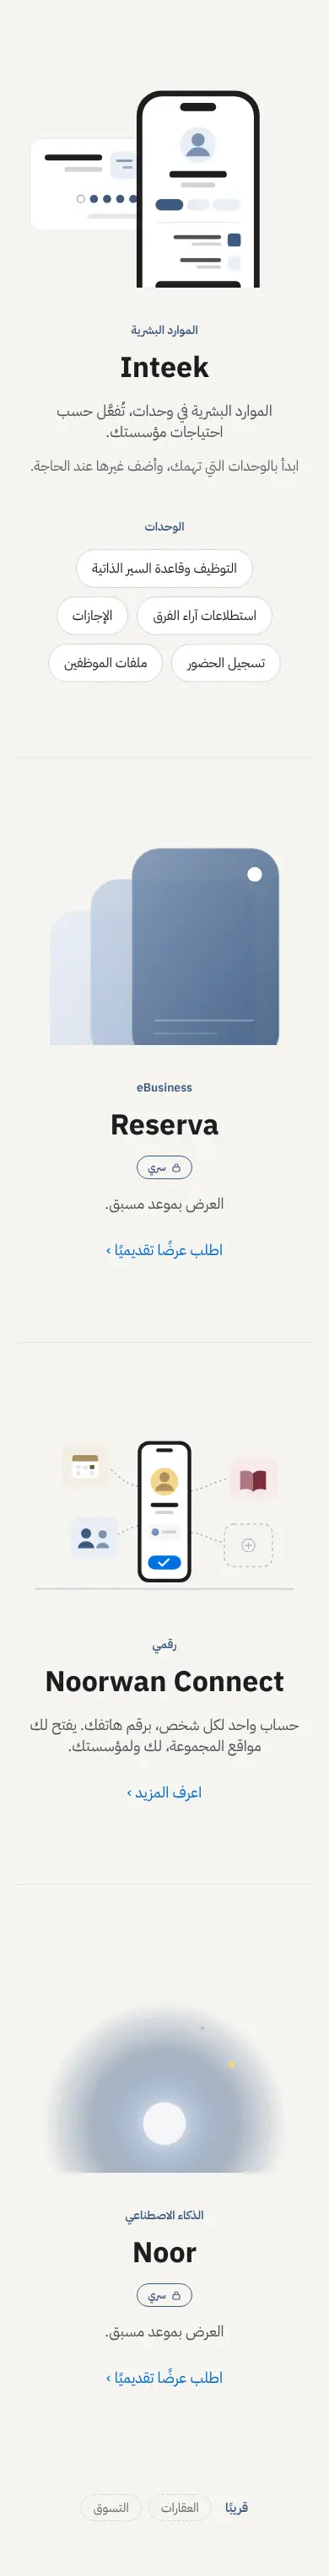 الموارد البشرية
Inteek
الموارد البشرية في وحدات، تُفعَّل حسب
احتياجات مؤسستك.
ابدأ بالوحدات التي تهمك، وأضف غيرها عند الحاجة.
الوحدات
التوظيف وقاعدة السير الذاتية
استطلاعات آراء الفرق
الإجازات
تسجيل الحضور
ملفات الموظفين
eBusiness
Reserva
سري
العرض بموعد مسبق.
اطلب عرضًا تقديميًا ›
رقمي
Noorwan Connect
حساب واحد لكل شخص، برقم هاتفك. يفتح لك
مواقع المجموعة، لك ولمؤسستك.
اعرف المزيد ›
الذكاء الاصطناعي
Noor
سري
العرض بموعد مسبق.
اطلب عرضًا تقديميًا ›
قريبًا
العقارات
التسوق